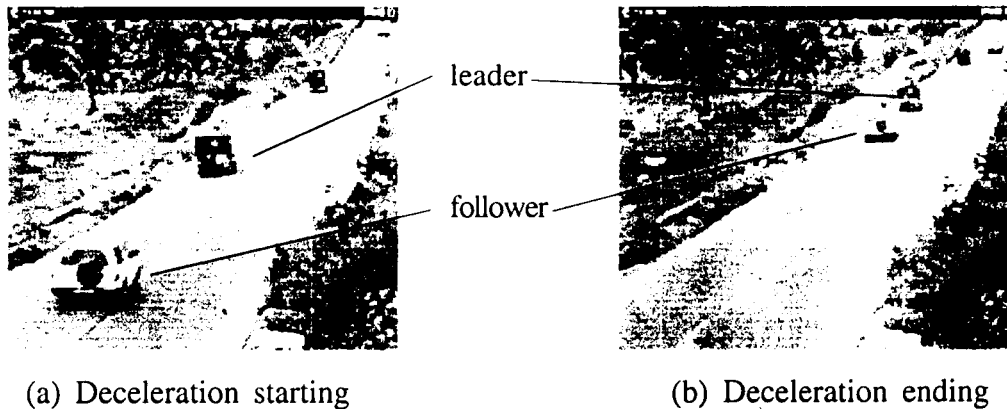 leader
follower
(a) Deceleration starting
(b) Deceleration ending